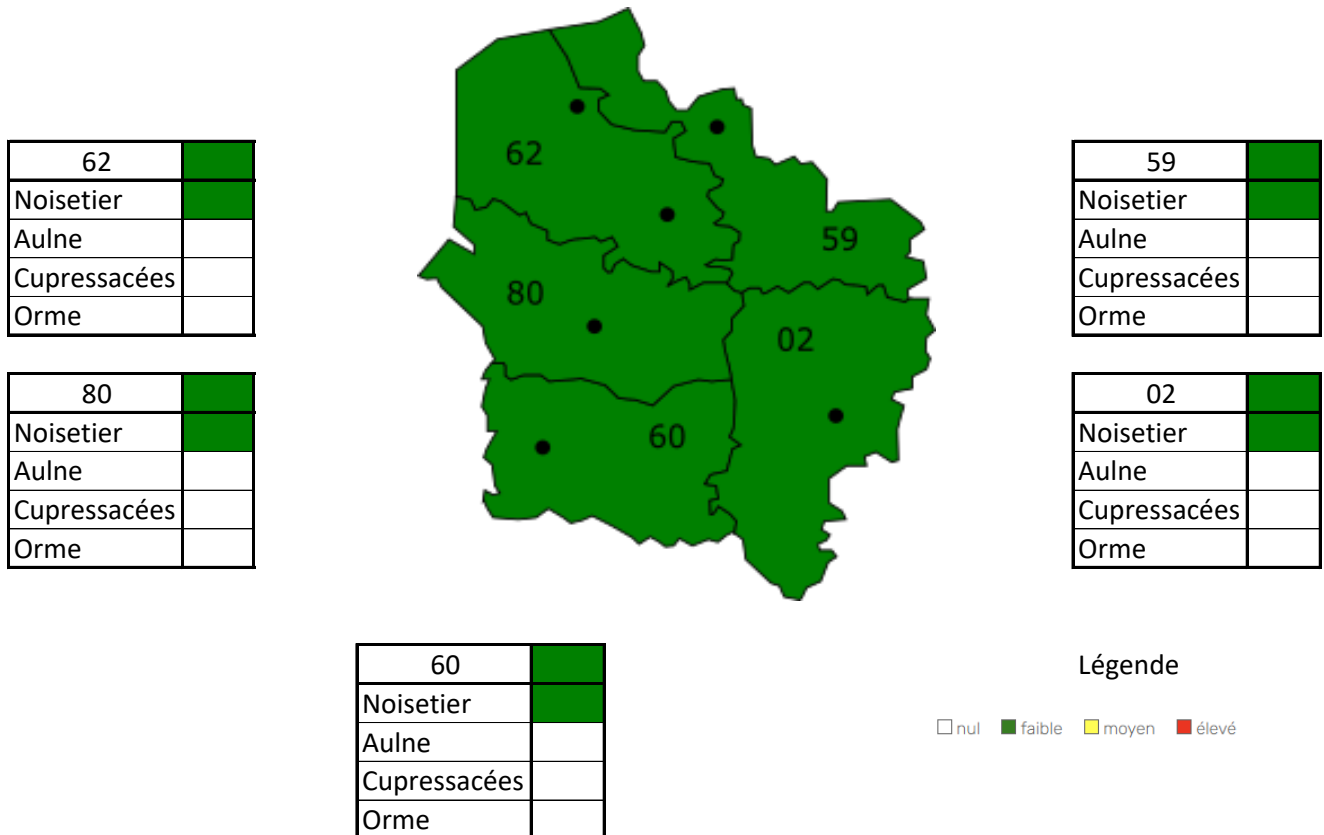 62
Noisetier
Aulne
Cupressacées
Orme
80
Noisetier
Aulne
Cupressacées
Orme
62
59
80
02
60
59
Noisetier
Aulne
Cupressacées
Orme
02
Noisetier
Aulne
Cupressacées
Orme
60
Noisetier
Aulne
Cupressacées
Orme
Légende
nul faible moyen élevé